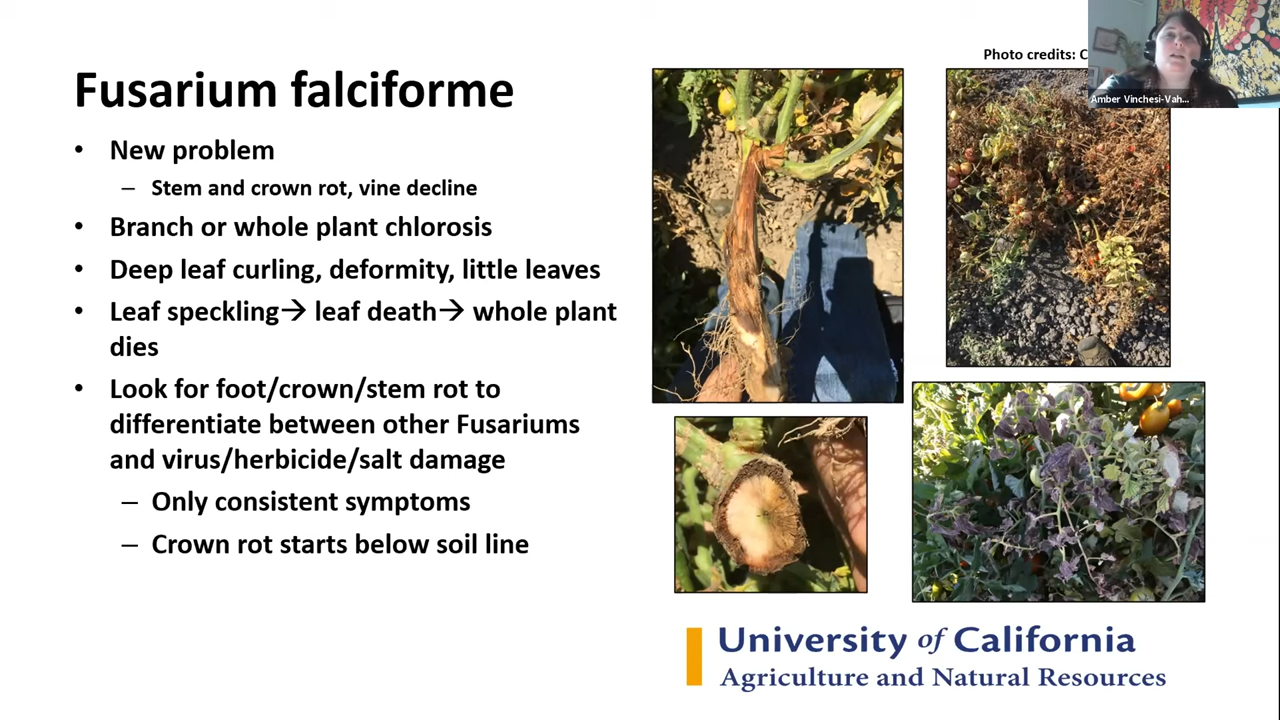 Photo credits: C
Amber Vinchesi-Vah...
Fusarium falciforme
• New problem
– Stem and crown rot, vine decline
• Branch or whole plant chlorosis
• Deep leaf curling, deformity, little leaves
• Leaf speckling→ leaf death→ whole plant
dies
• Look for foot/crown/stem rot to
differentiate between other Fusariums
and virus/herbicide/salt damage
– Only consistent symptoms
– Crown rot starts below soil line
University of California
Agriculture and Natural Resources